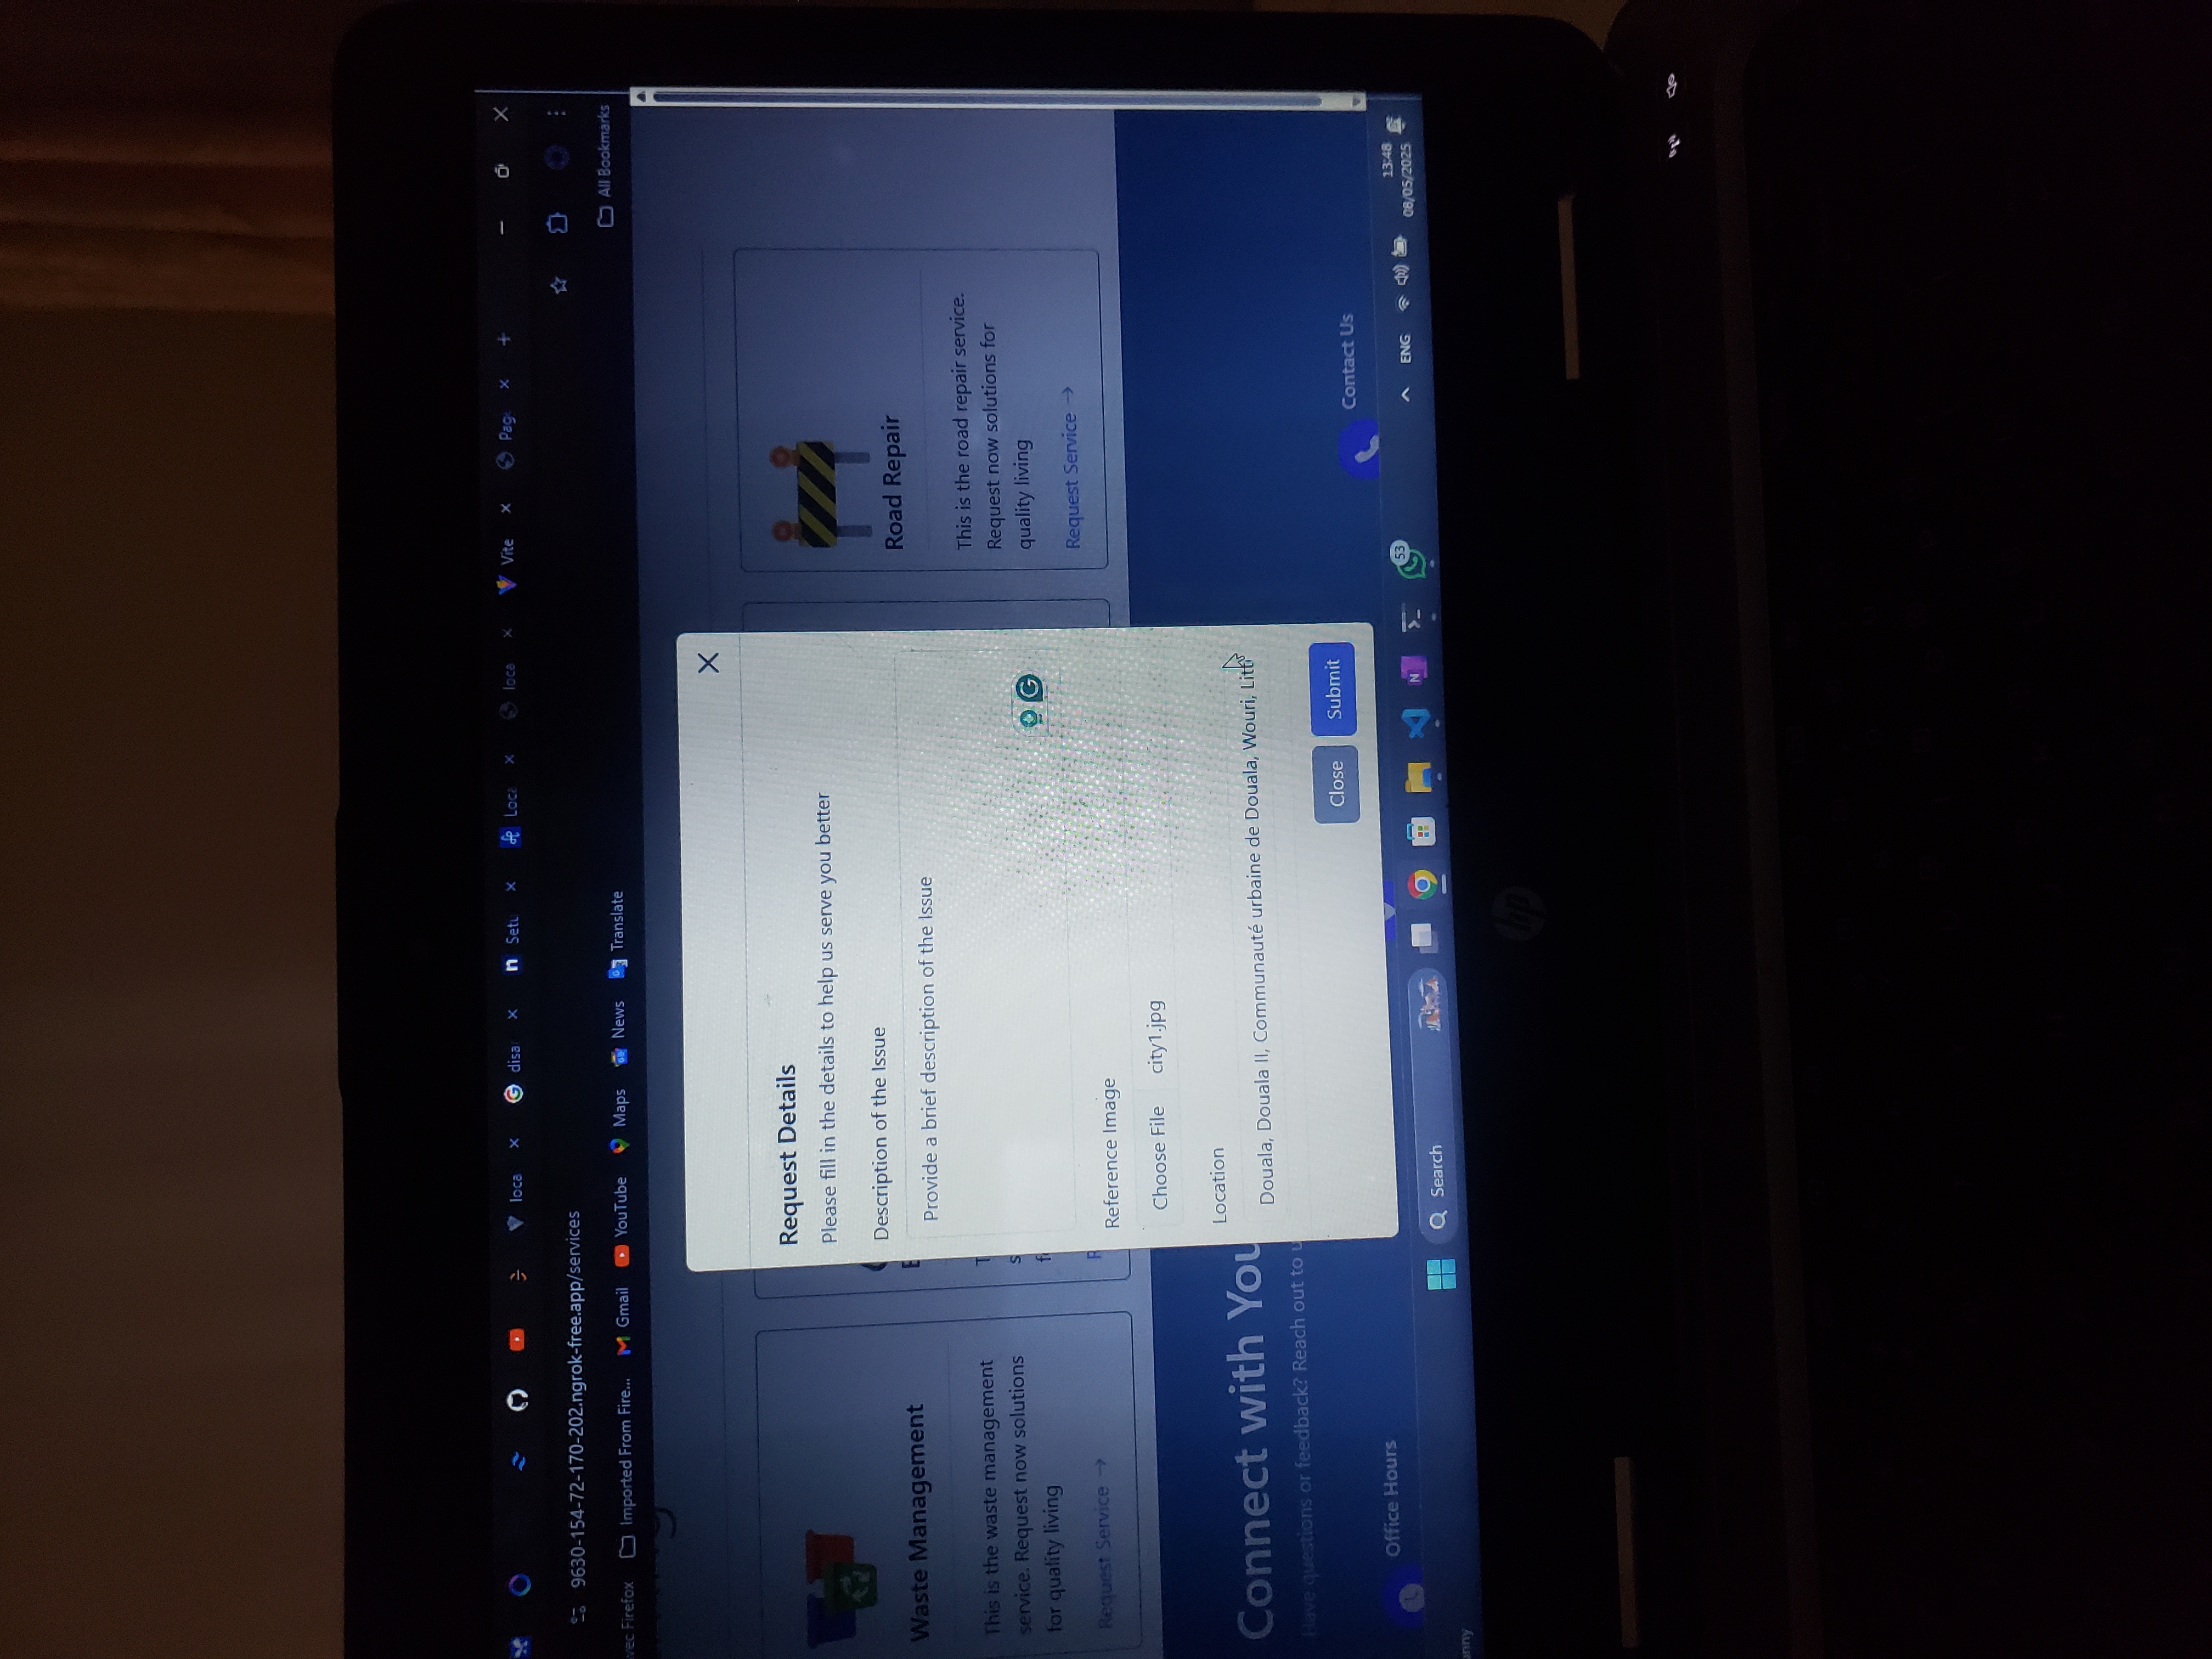 loca
disa
n Setu
Loca
loca
Vite
Pag
9630-154-72-170-202.ngrok-free.app/services
vec Firefox
Imported From Fire...
Gmail
YouTube
Maps
News
Translate
All Bookmarks
Request Details
Please fill in the details to help us serve you better
Description of the Issue
Provide a brief description of the Issue
Reference Image
Choose File city1.jpg
Location
Douala, Douala II, Communauté urbaine de Douala, Wouri, Litt
Close
Submit
Waste Management
This is the waste management
service. Request now solutions
for quality living
Request Service →
Road Repair
This is the road repair service.
Request now solutions for
quality living
Request Service →
Connect with You
Have questions or feedback? Reach out to u
Office Hours
Contact Us
Search
53
ENG
13:48
08/05/2025
unny
hp